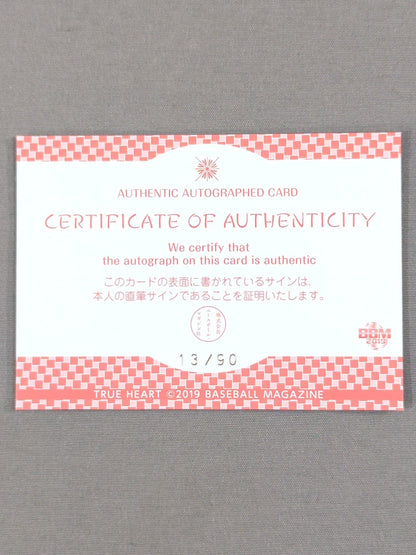 AUTHENTIC AUTOGRAPHED CARD
CERTIFICATE OF AUTHENTICITY
We certify that
the autograph on this card is authentic
このカードの表面に書かれているサインは、
本人の直筆サインであることを証明いたします。
BBM
2019
13/90
TRUE HEART ©2019 BASEBALL MAGAZINE